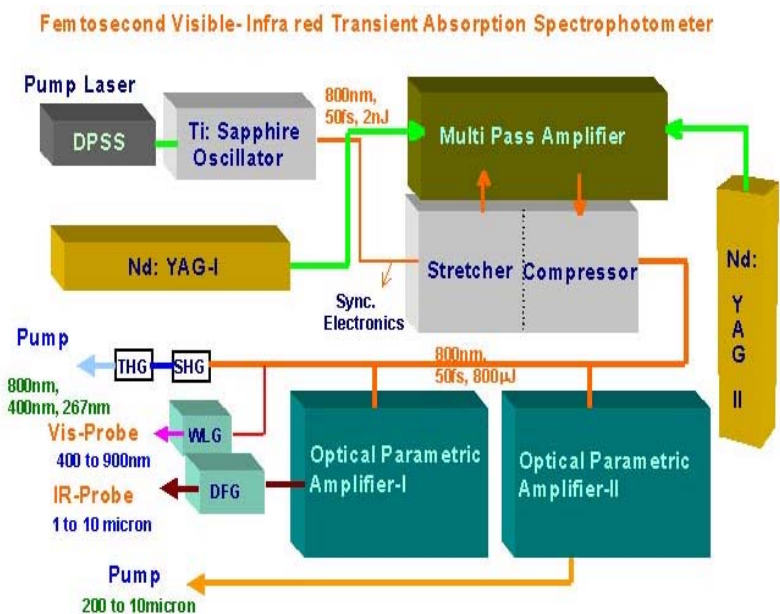 Femtosecond Visible- Infra red Transient Absorption Spectrophotometer
Pump Laser
DPSS
Ti: Sapphire
Oscillator
800nm,
50fs, 2nJ
Multi Pass Amplifier
Nd: YAG-I
Stretcher
Compressor
Nd:
Y
A
G
II
Sync.
Electronics
Pump
THG
SHG
800nm,
50fs, 800µJ
800nm,
400nm, 267nm
Vis-Probe
WLG
400 to 900nm
IR-Probe
DFG
1 to 10 micron
Optical Parametric
Amplifier-I
Optical Parametric
Amplifier-II
Pump
200 to 10micron